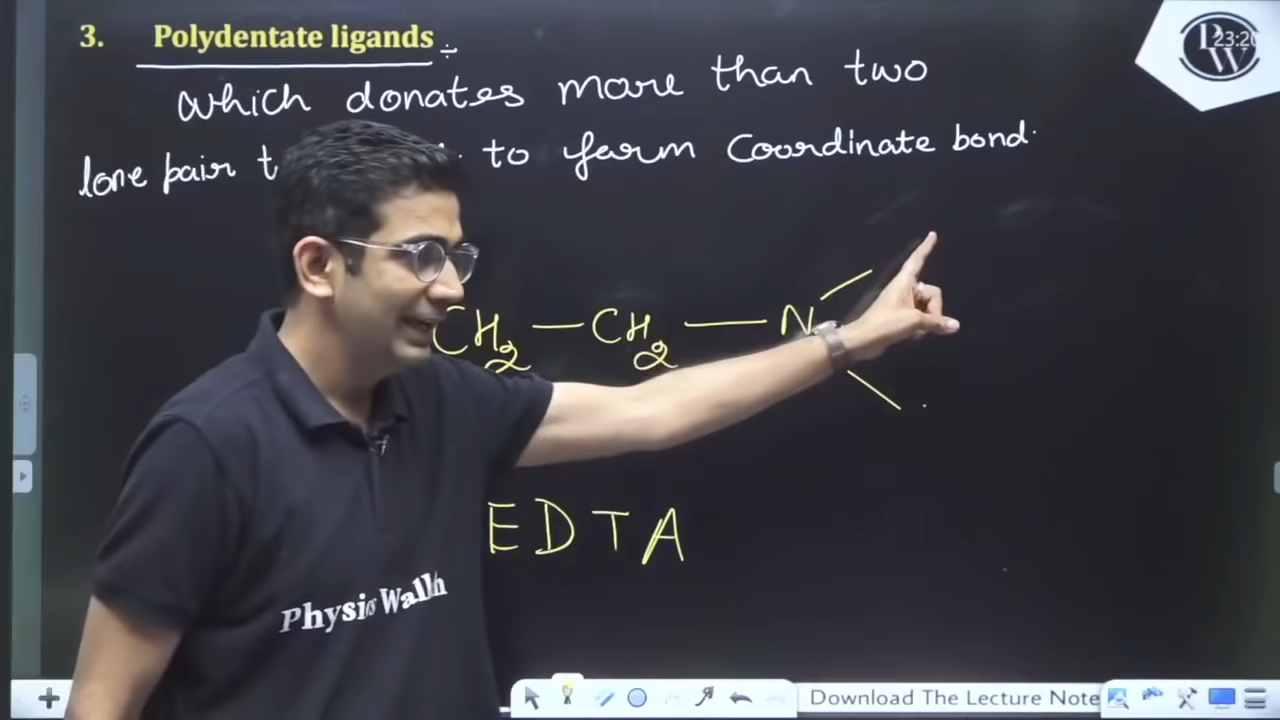 3. Polydentate ligands ÷
which donates more than two
lone pair to form coordinate bond.
CH2 — CH2 — N
EDTA
Physics Wallah
PW
23:20
Download The Lecture Note